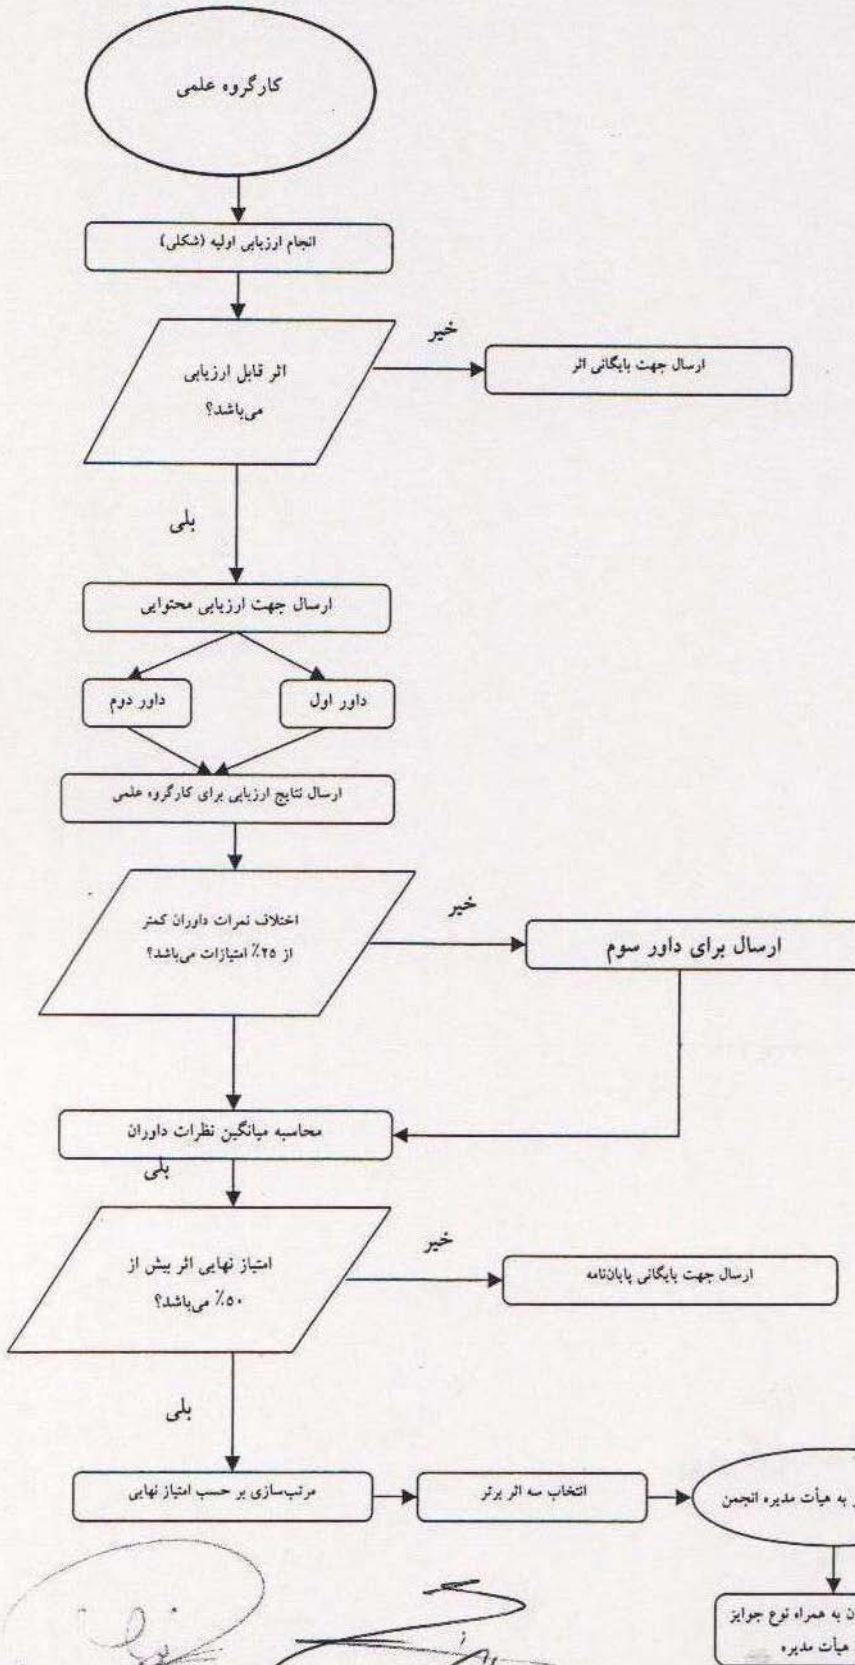 کارگروه علمی
انجام ارزیابی اولیه (شکلی)
اثر قابل ارزیابی
می‌باشد؟
خیر
ارسال جهت بایگانی اثر
بلی
ارسال جهت ارزیابی محتوایی
داور اول
داور دوم
ارسال نتایج ارزیابی برای کارگروه علمی
اختلاف نمرات داوران کمتر
از ۲۵٪ امتیازات می‌باشد؟
خیر
ارسال برای داور سوم
محاسبه میانگین نظرات داوران
بلی
امتیاز نهایی اثر بیش از
۵۰٪ می‌باشد؟
خیر
ارسال جهت بایگانی پایان‌نامه
بلی
مرتب‌سازی بر حسب امتیاز نهایی
انتخاب سه اثر برتر
به هیأت مدیره انجمن
به همراه نوع جوایز
هیأت مدیره